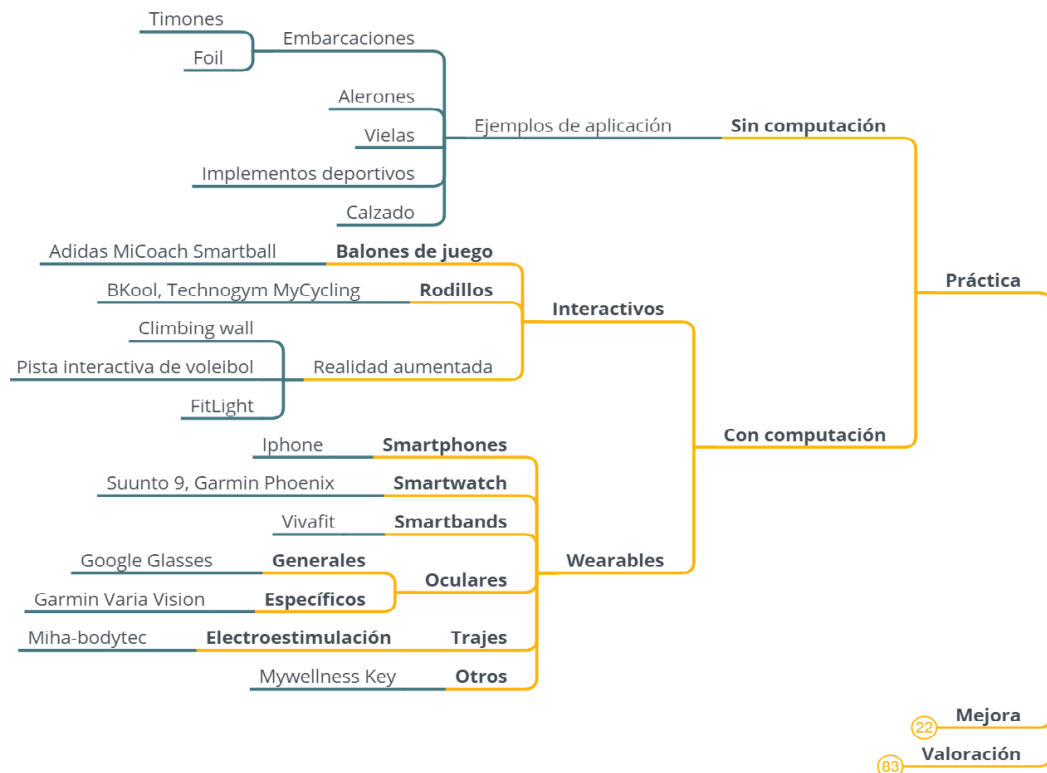 Timones
Embarcaciones
Foil
Alerones
Ejemplos de aplicación
Sin computación
Vielas
Implementos deportivos
Calzado
Adidas MiCoach Smartball
Balones de juego
BKool, Technogym MyCycling
Rodillos
Interactivos
Práctica
Climbing wall
Pista interactiva de voleibol
Realidad aumentada
FitLight
Con computación
Iphone
Smartphones
Suunto 9, Garmin Phoenix
Smartwatch
Vivafit
Smartbands
Wearables
Google Glasses
Generales
Oculares
Garmin Varia Vision
Específicos
Miha-bodytec
Electroestimulación
Trajes
Mywellness Key
Otros
Mejora
22
Valoración
83